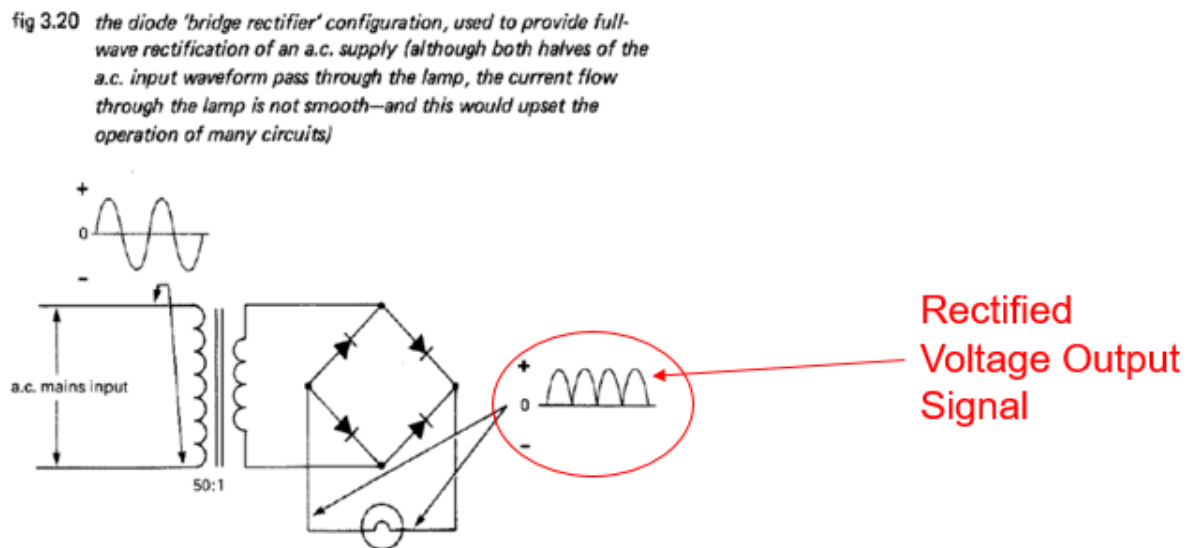 fig 3.20 the diode 'bridge rectifier' configuration, used to provide full-
wave rectification of an a.c. supply (although both halves of the
a.c. input waveform pass through the lamp, the current flow
through the lamp is not smooth—and this would upset the
operation of many circuits)
+
0
-
a.c. mains input
50:1
+
0
-
Rectified
Voltage Output
Signal